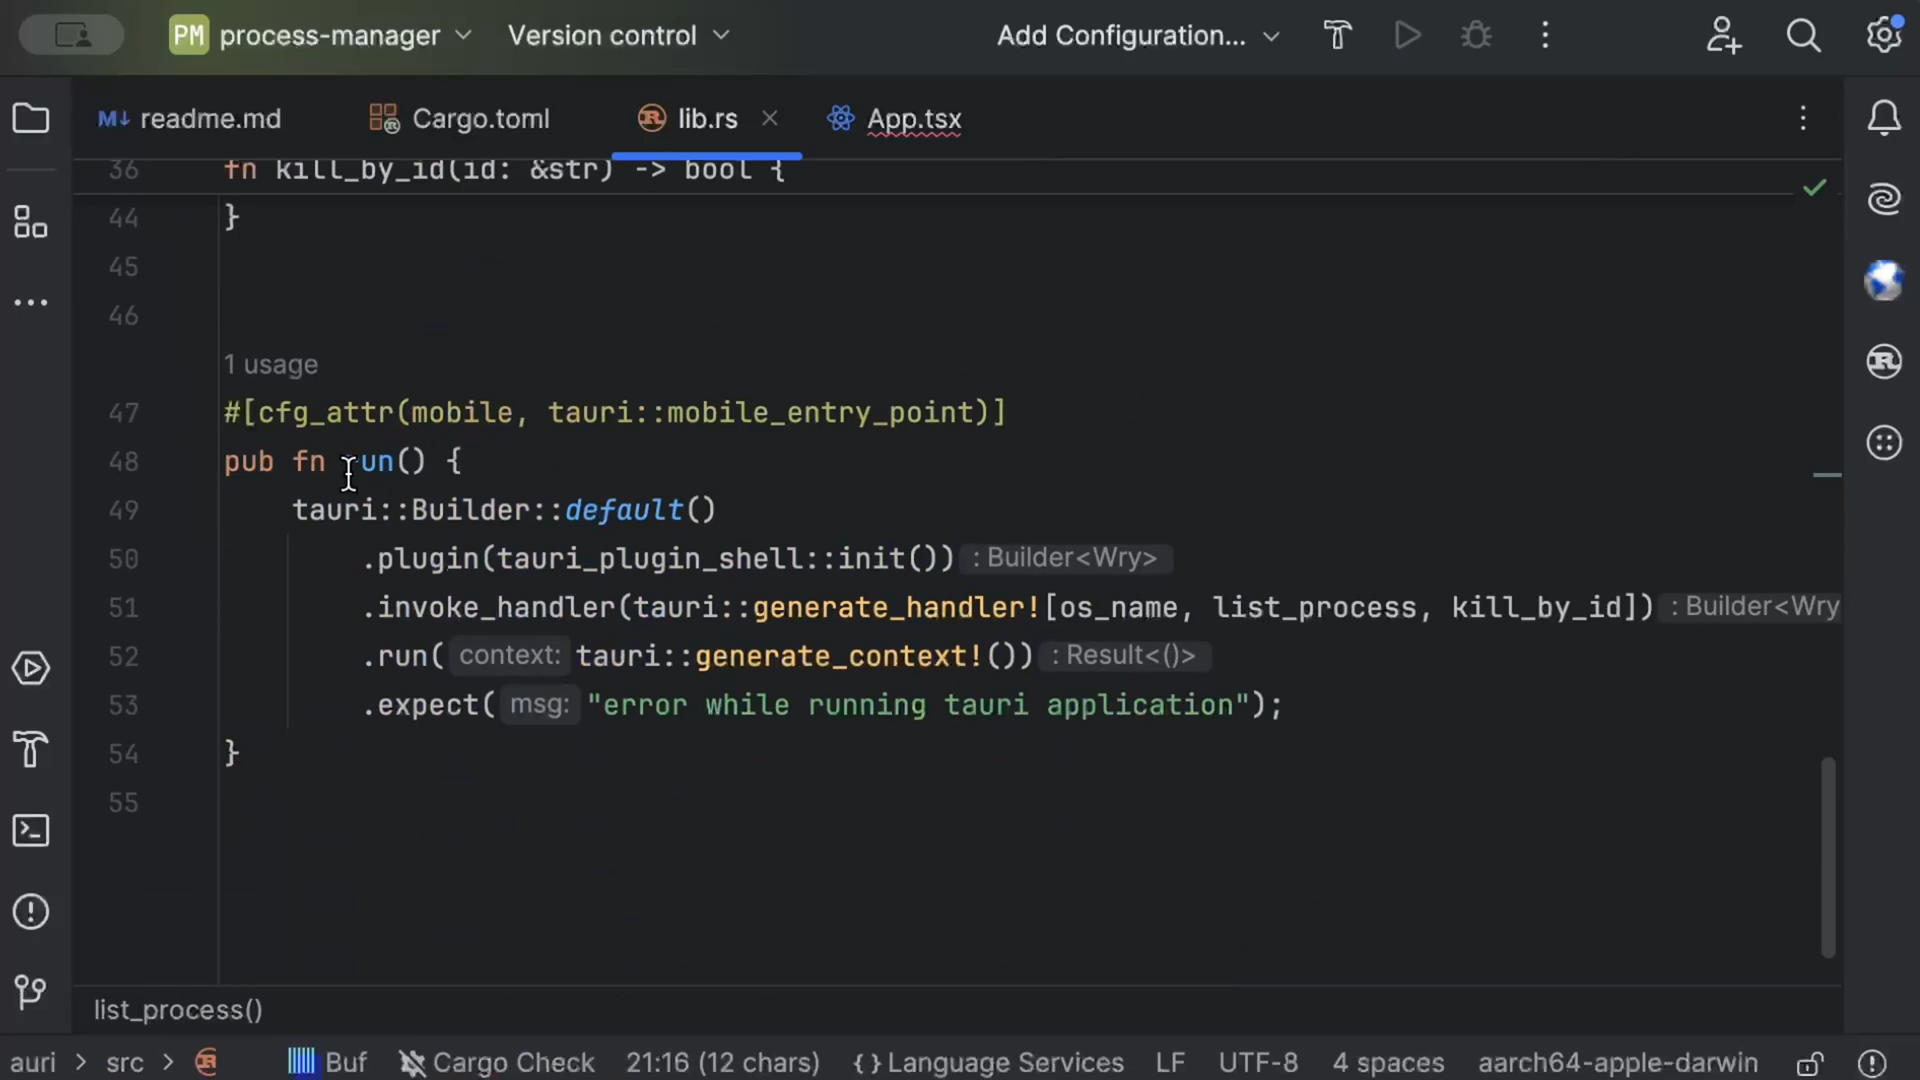 PM process-manager Version control Add Configuration...
M↓ readme.md Cargo.toml lib.rs App.tsx
36 fn kill_by_id(id: &str) -> bool {
44 }
45
46
1 usage
47 #[cfg_attr(mobile, tauri::mobile_entry_point)]
48 pub fn run() {
49 tauri::Builder::default()
50 .plugin(tauri_plugin_shell::init()) : Builder<Wry>
51 .invoke_handler(tauri::generate_handler![os_name, list_process, kill_by_id]) : Builder<Wry
52 .run( context: tauri::generate_context!()) : Result<()>
53 .expect( msg: "error while running tauri application");
54 }
55
list_process()
auri > src > Buf Cargo Check 21:16 (12 chars) {} Language Services LF UTF-8 4 spaces aarch64-apple-darwin